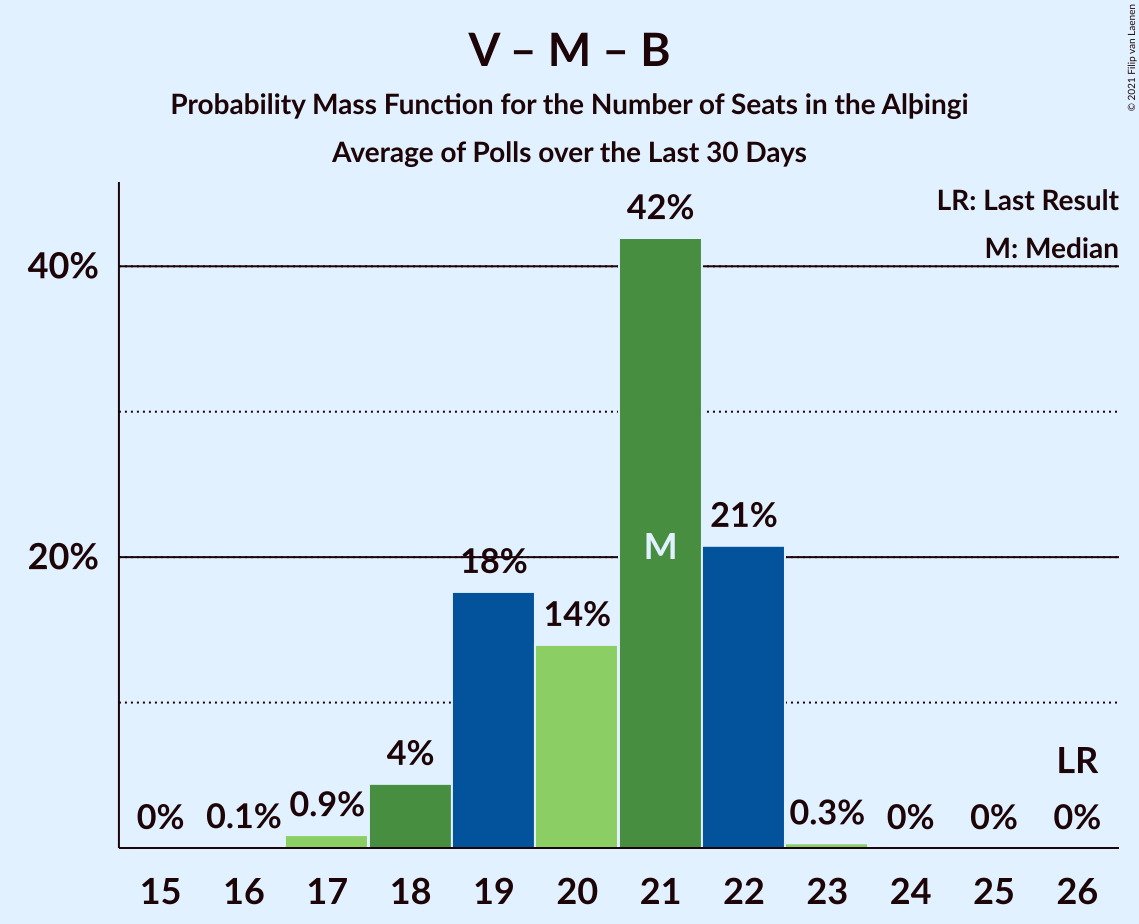 V – M – B
Probability Mass Function for the Number of Seats in the Alþingi
Average of Polls over the Last 30 Days
© 2021 Filip van Laenen
LR: Last Result
M: Median
40%
20%
0%
0.1%
0.9%
4%
18%
14%
42%
M
21%
0.3%
0%
0%
LR
0%
15 16 17 18 19 20 21 22 23 24 25 26